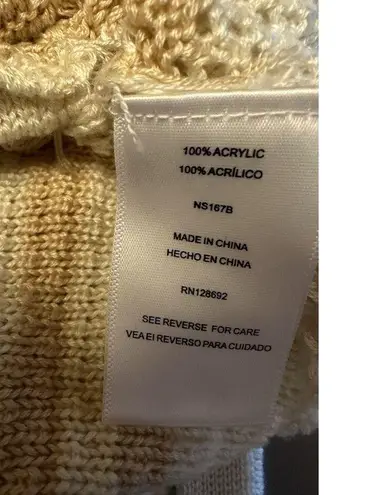 100% ACRYLIC
100% ACRÍLICO
NS167B
MADE IN CHINA
HECHO EN CHINA
RN128692
SEE REVERSE FOR CARE
VEA EI REVERSO PARA CUIDADO